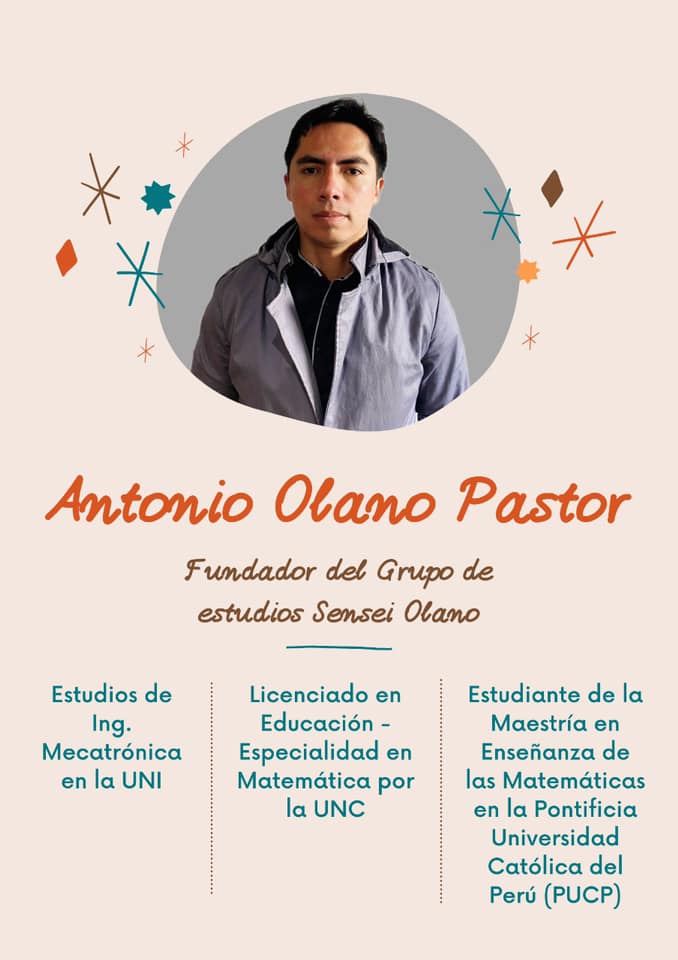 Antonio Olano Pastor
Fundador del Grupo de
estudios Sensei Olano
Estudios de
Ing.
Mecatrónica
en la UNI
Licenciado en
Educación -
Especialidad en
Matemática por
la UNC
Estudiante de la
Maestría en
Enseñanza de
las Matemáticas
en la Pontificia
Universidad
Católica del
Perú (PUCP)